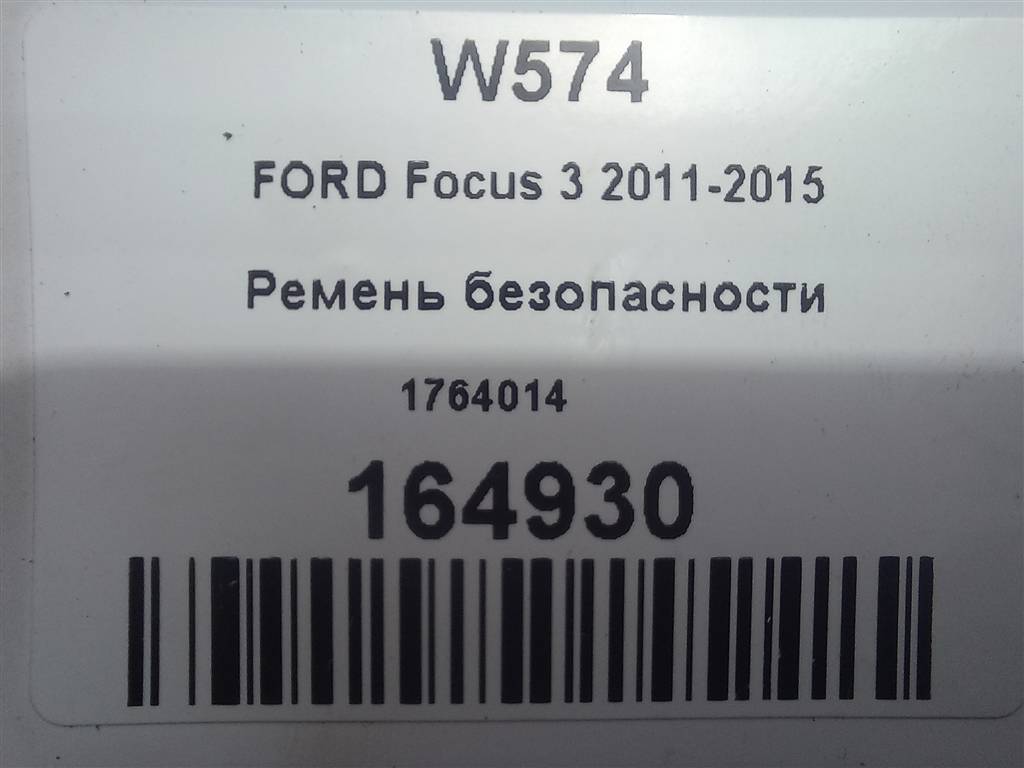 W574
FORD Focus 3 2011-2015
Ремень безопасности
1764014
164930